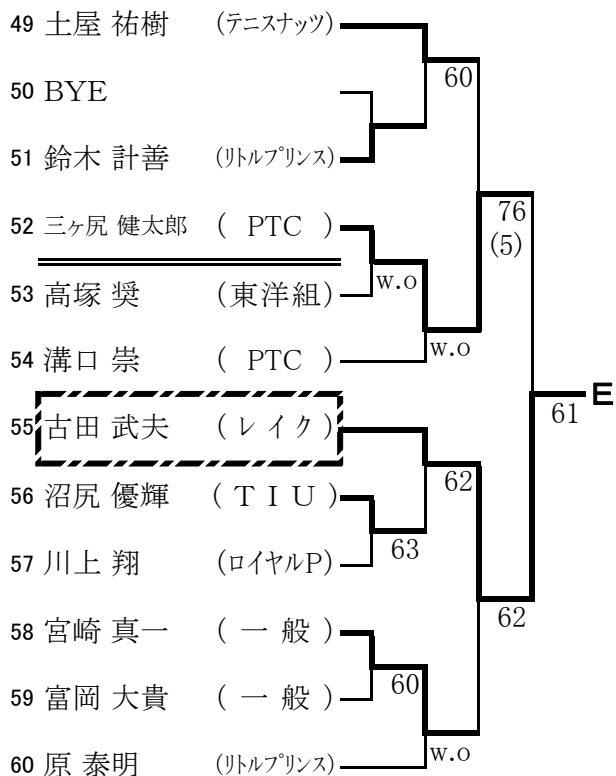 49 土屋 祐樹 (テニスナッツ)
60
50 BYE
51 鈴木 計善 (リトルプリンス)
52 三ヶ尻 健太郎 ( PTC )
76
(5)
w.o
53 高塚 奨 (東洋組)
w.o
54 溝口 崇 ( PTC )
61 E
55 古田 武夫 (レイク)
62
56 沼尻 優輝 (TIU)
63
57 川上 翔 (ロイヤルP)
62
58 宮崎 真一 (一般)
60
59 富岡 大貴 (一般)
w.o
60 原 泰明 (リトルプリンス)